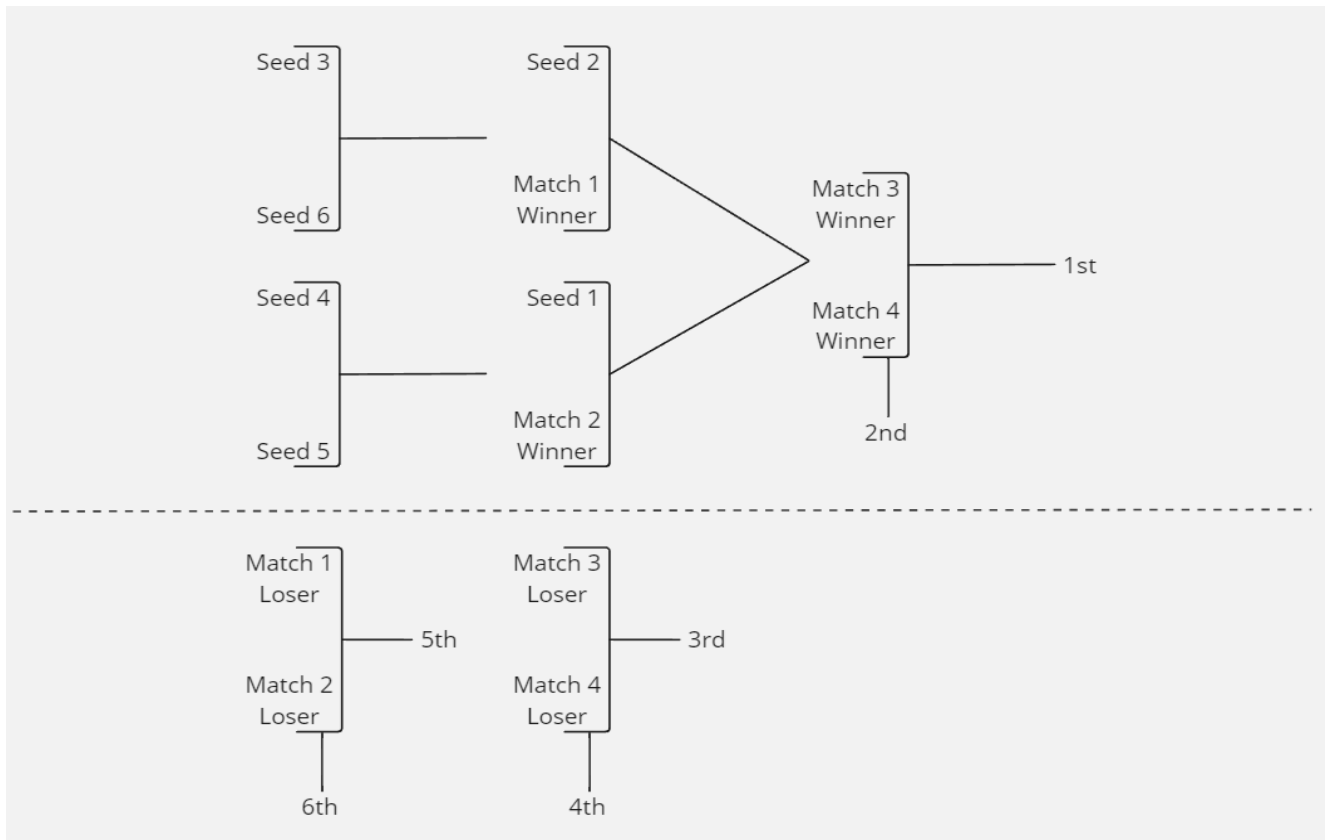 Seed 3
Seed 6
Seed 2
Match 1
Winner
Seed 4
Seed 5
Seed 1
Match 2
Winner
Match 3
Winner
Match 4
Winner
1st
2nd
Match 1
Loser
Match 2
Loser
5th
6th
Match 3
Loser
Match 4
Loser
3rd
4th